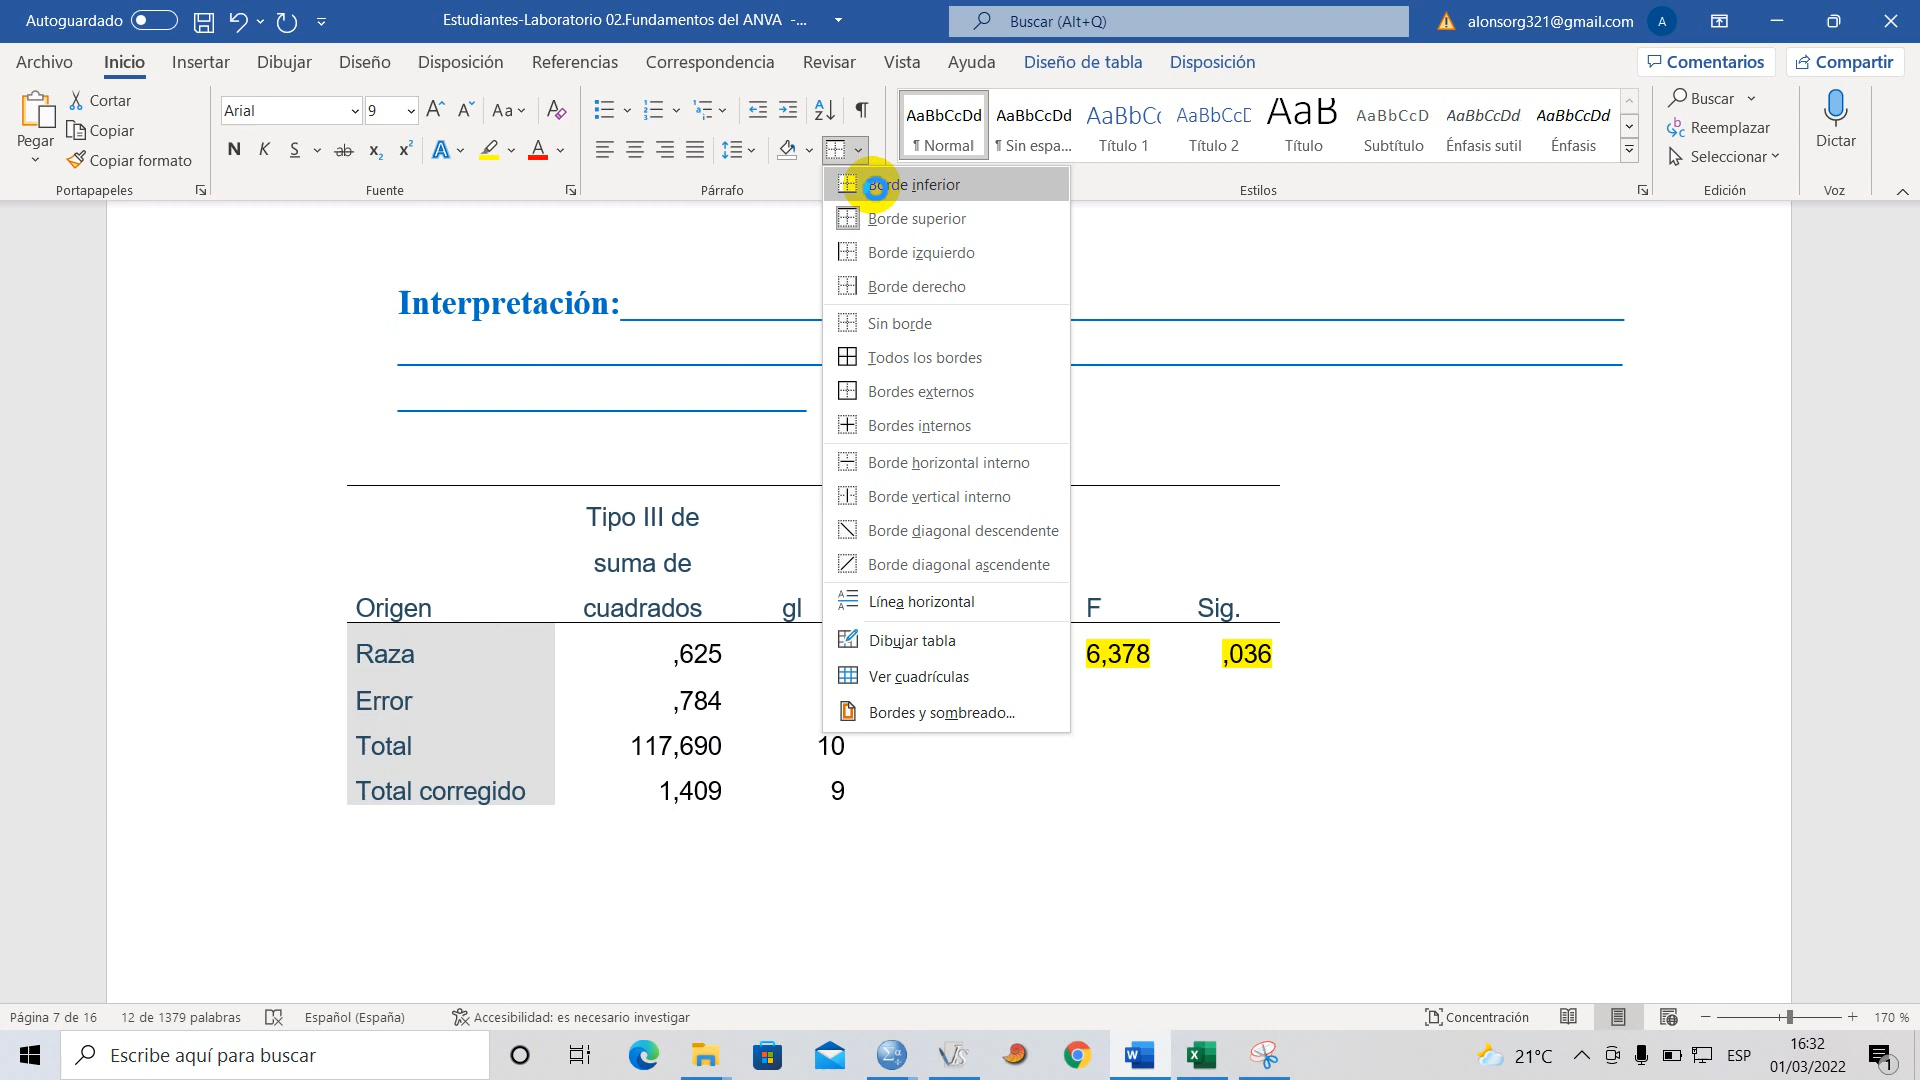 Autoguardado
Estudiantes-Laboratorio 02.Fundamentos del ANVA -...
Buscar (Alt+Q)
alonsorg321@gmail.com
A
Archivo
Inicio
Insertar
Dibujar
Diseño
Disposición
Referencias
Correspondencia
Revisar
Vista
Ayuda
Diseño de tabla
Disposición
Comentarios
Compartir
Pegar
Cortar
Copiar
Copiar formato
Portapapeles
Arial
9
Aa
N K S ab x₂ x²
Fuente
Párrafo
AaBbCcDd
¶ Normal
AaBbCcDd
¶ Sin espa...
AaBbCc
Título 1
AaBbCcD
Título 2
AaB
Título
AaBbCcD
Subtítulo
AaBbCcDd
Énfasis sutil
AaBbCcDd
Énfasis
Estilos
Buscar
Reemplazar
Seleccionar
Edición
Dictar
Voz
Borde inferior
Borde superior
Borde izquierdo
Borde derecho
Sin borde
Todos los bordes
Bordes externos
Bordes internos
Borde horizontal interno
Borde vertical interno
Borde diagonal descendente
Borde diagonal ascendente
Línea horizontal
Dibujar tabla
Ver cuadrículas
Bordes y sombreado...
Interpretación:
Tipo III de
suma de
Origen cuadrados gl F Sig.
Raza ,625 6,378 ,036
Error ,784
Total 117,690 10
Total corregido 1,409 9
Página 7 de 16
12 de 1379 palabras
Español (España)
Accesibilidad: es necesario investigar
Concentración
170 %
Escribe aquí para buscar
21°C
ESP
16:32
01/03/2022
1